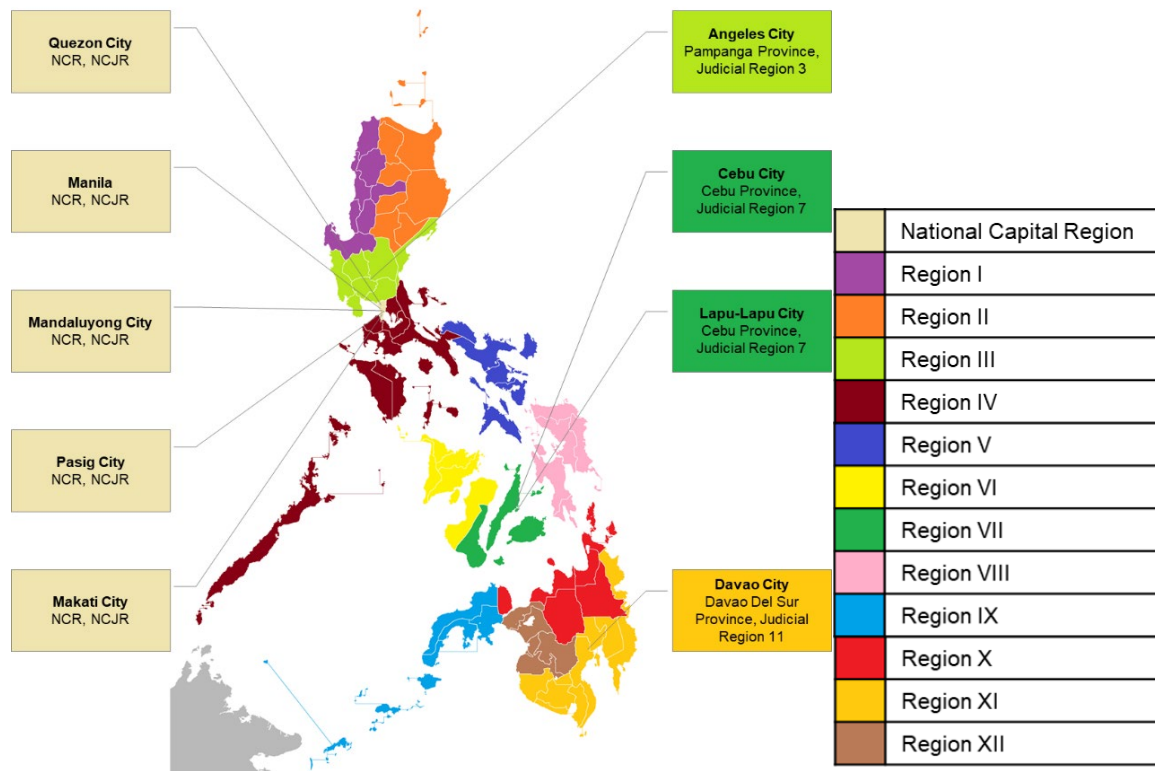 Quezon City
NCR, NCJR
Manila
NCR, NCJR
Mandaluyong City
NCR, NCJR
Pasig City
NCR, NCJR
Makati City
NCR, NCJR
Angeles City
Pampanga Province,
Judicial Region 3
Cebu City
Cebu Province,
Judicial Region 7
Lapu-Lapu City
Cebu Province,
Judicial Region 7
Davao City
Davao Del Sur
Province, Judicial
Region 11
National Capital Region
Region I
Region II
Region III
Region IV
Region V
Region VI
Region VII
Region VIII
Region IX
Region X
Region XI
Region XII